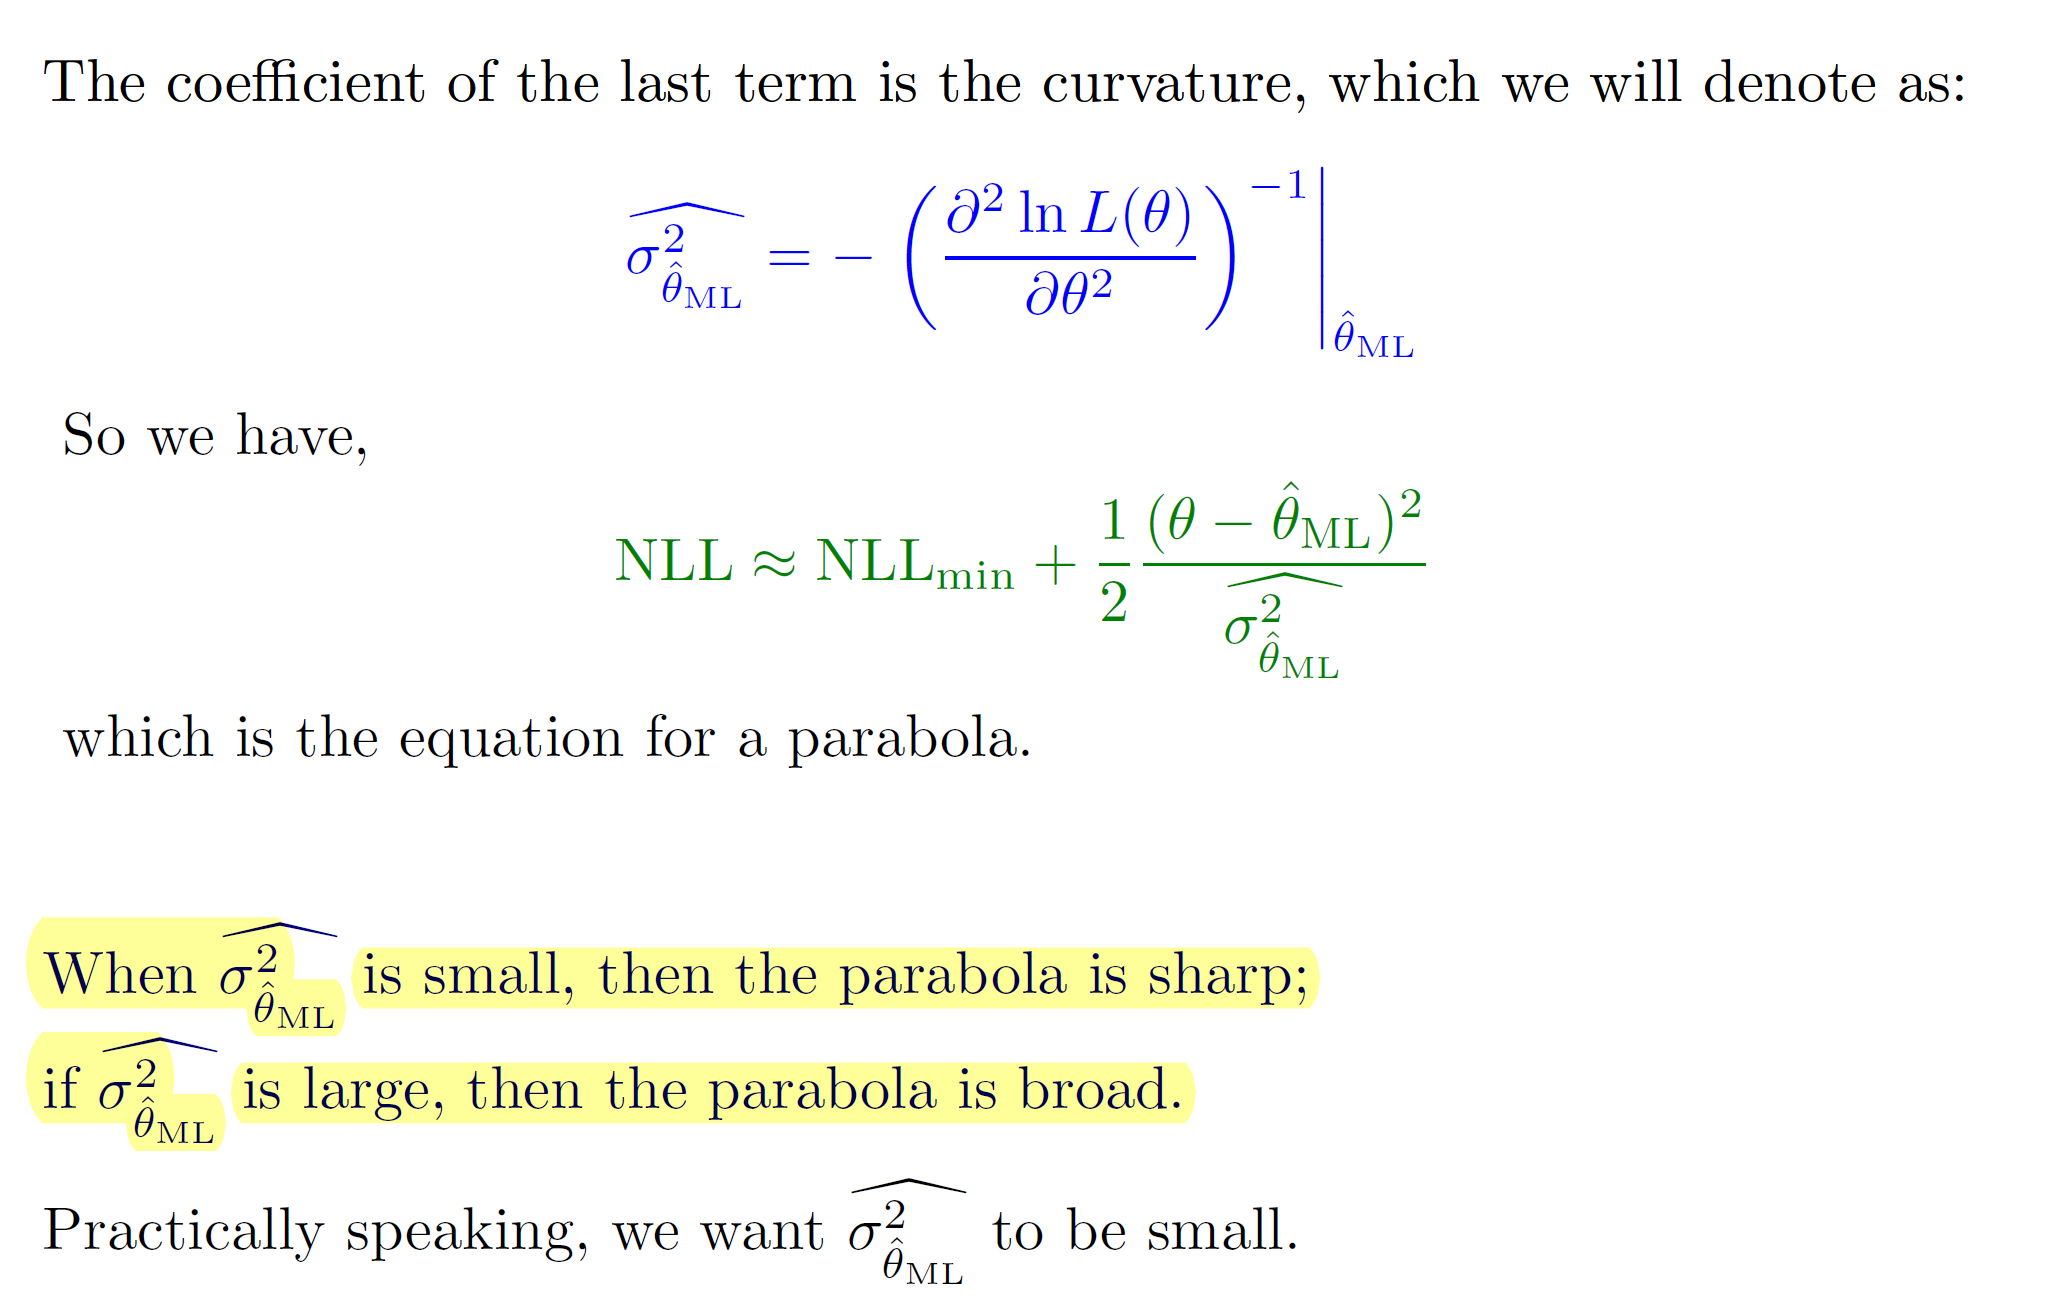 The coefficient of the last term is the curvature, which we will denote as:
$\widehat{\sigma^2_{\hat{\theta}_{\mathrm{ML}}}} = -\left(\frac{\partial^2 \ln L(\theta)}{\partial\theta^2}\right)^{-1}\Bigg|_{\hat{\theta}_{\mathrm{ML}}}$
So we have,
$\mathrm{NLL} \approx \mathrm{NLL}_{\min} + \frac{1}{2}\frac{(\theta - \hat{\theta}_{\mathrm{ML}})^2}{\widehat{\sigma^2_{\hat{\theta}_{\mathrm{ML}}}}}$
which is the equation for a parabola.
When $\widehat{\sigma^2_{\hat{\theta}_{\mathrm{ML}}}}$ is small, then the parabola is sharp;
if $\widehat{\sigma^2_{\hat{\theta}_{\mathrm{ML}}}}$ is large, then the parabola is broad.
Practically speaking, we want $\widehat{\sigma^2_{\hat{\theta}_{\mathrm{ML}}}}$ to be small.